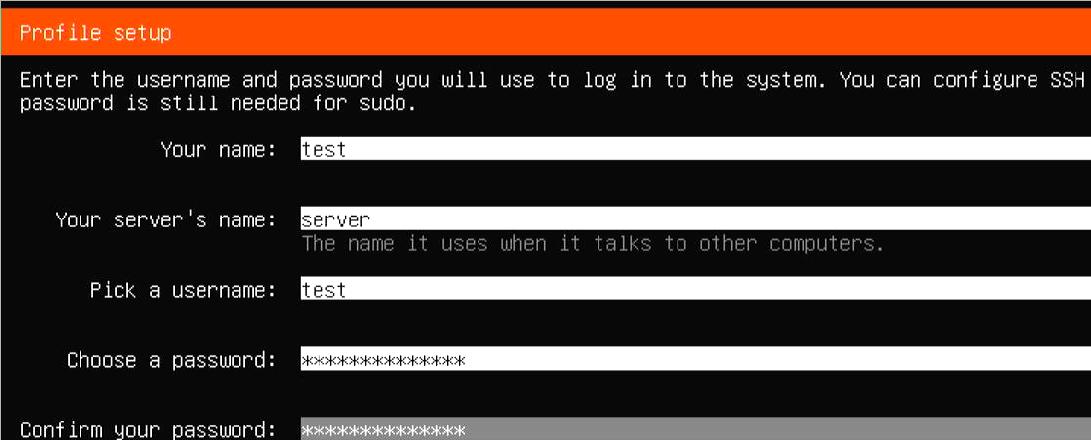 Profile setup
Enter the username and password you will use to log in to the system. You can configure SSH
password is still needed for sudo.
Your name: test
Your server's name: server
The name it uses when it talks to other computers.
Pick a username: test
Choose a password: **************
Confirm your password: **************